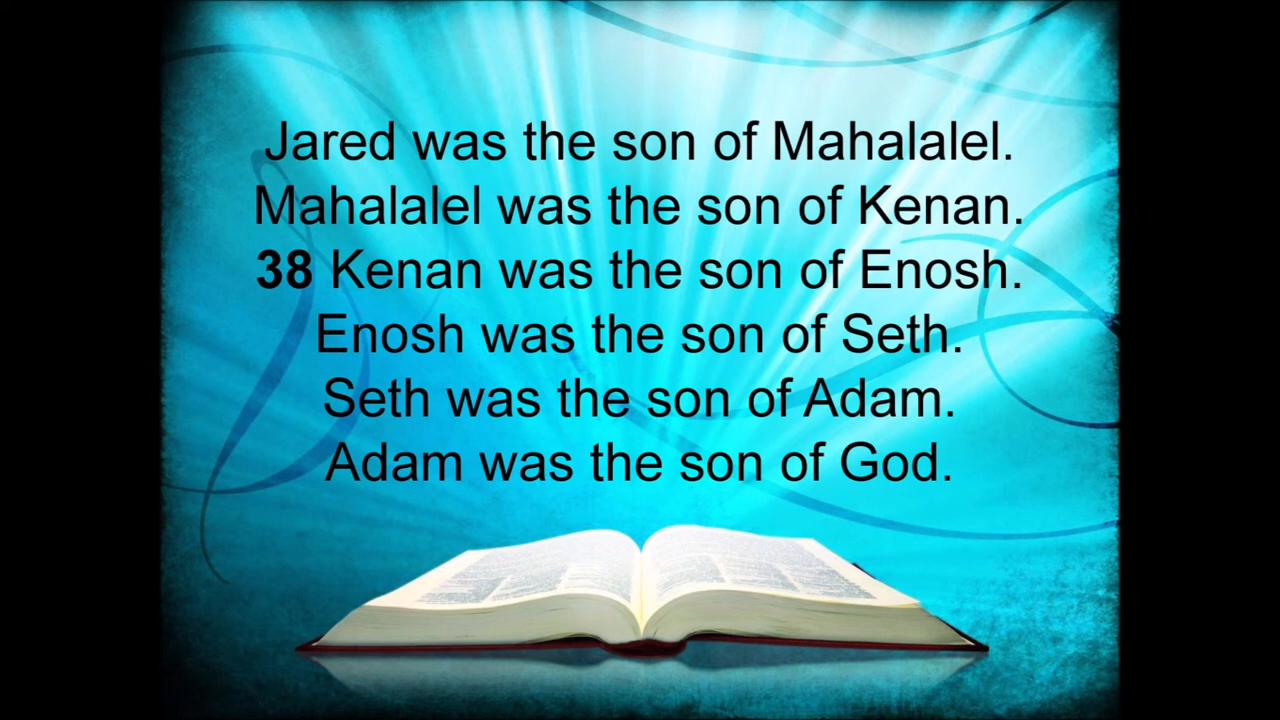 Jared was the son of Mahalalel.
Mahalalel was the son of Kenan.
38 Kenan was the son of Enosh.
Enosh was the son of Seth.
Seth was the son of Adam.
Adam was the son of God.